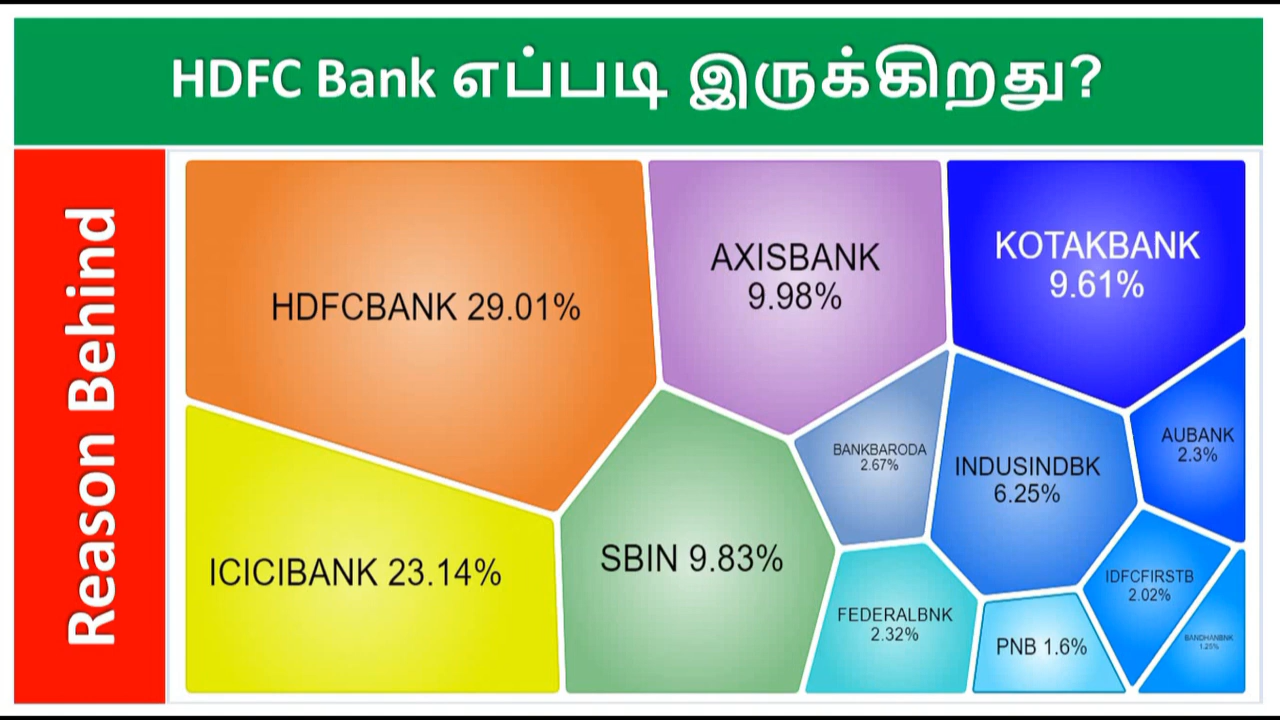 HDFC Bank எப்படி இருக்கிறது?
Reason Behind
HDFCBANK 29.01%
AXISBANK
9.98%
KOTAKBANK
9.61%
ICICIBANK 23.14%
SBIN 9.83%
BANKBARODA
2.67%
INDUSINDBK
6.25%
AUBANK
2.3%
FEDERALBNK
2.32%
PNB 1.6%
IDFCFIRSTB
2.02%
BANDHANBNK
1.25%